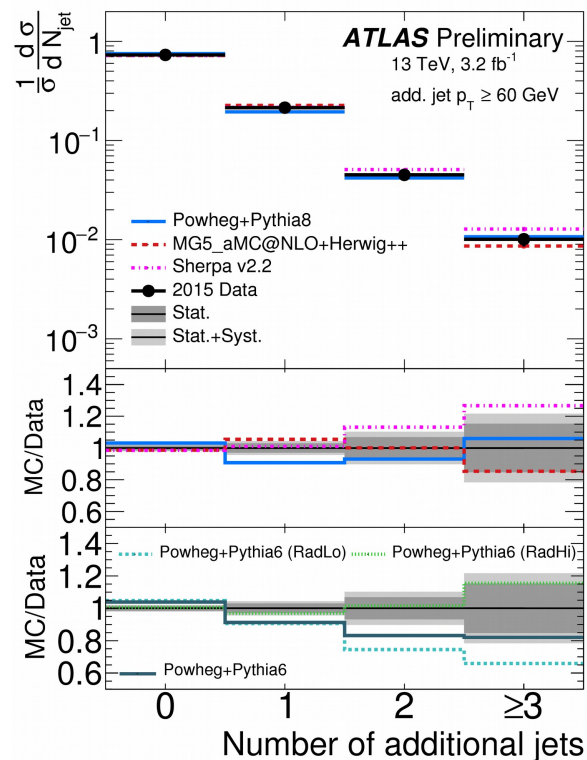 1/σ dσ/dN_jet
ATLAS Preliminary
13 TeV, 3.2 fb⁻¹
add. jet p_T ≥ 60 GeV
1
10⁻¹
10⁻²
10⁻³
Powheg+Pythia8
MG5_aMC@NLO+Herwig++
Sherpa v2.2
2015 Data
Stat.
Stat.+Syst.
MC/Data
1.4
1.2
1
0.8
0.6
MC/Data
1.4
1.2
1
0.8
0.6
Powheg+Pythia6 (RadLo) Powheg+Pythia6 (RadHi)
Powheg+Pythia6
0 1 2 ≥3
Number of additional jets